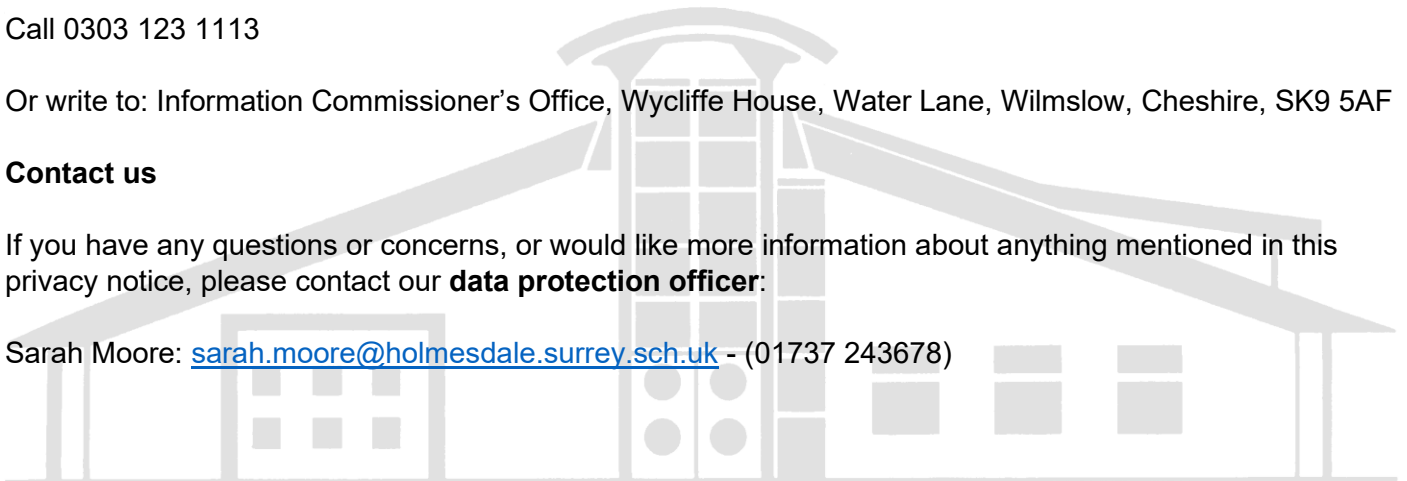 Call 0303 123 1113
Or write to: Information Commissioner’s Office, Wycliffe House, Water Lane, Wilmslow, Cheshire, SK9 5AF
Contact us
If you have any questions or concerns, or would like more information about anything mentioned in this
privacy notice, please contact our data protection officer:
Sarah Moore: sarah.moore@holmesdale.surrey.sch.uk - (01737 243678)